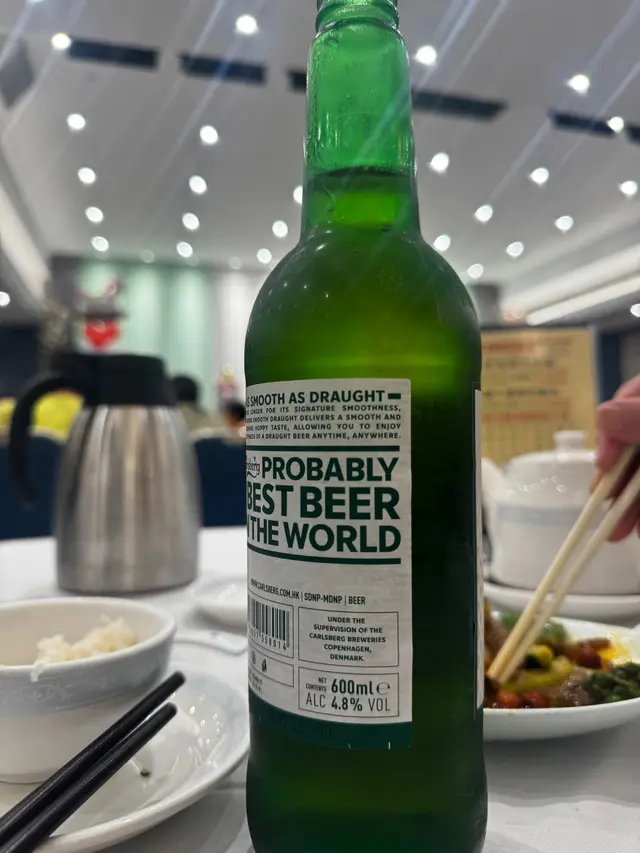 SMOOTH AS DRAUGHT
FOR ITS SIGNATURE SMOOTHNESS,
SMOOTH DRAUGHT DELIVERS A SMOOTH AND
HOPPY TASTE, ALLOWING YOU TO ENJOY
OF A DRAUGHT BEER ANYTIME, ANYWHERE.
PROBABLY
BEST BEER
THE WORLD
WWW.CARLSBERG.COM.HK | SDNP-MDNP | BEER
UNDER THE
SUPERVISION OF THE
CARLSBERG BREWERIES
COPENHAGEN,
DENMARK.
NET
CONTENTS 600ml e
ALC 4.8% VOL